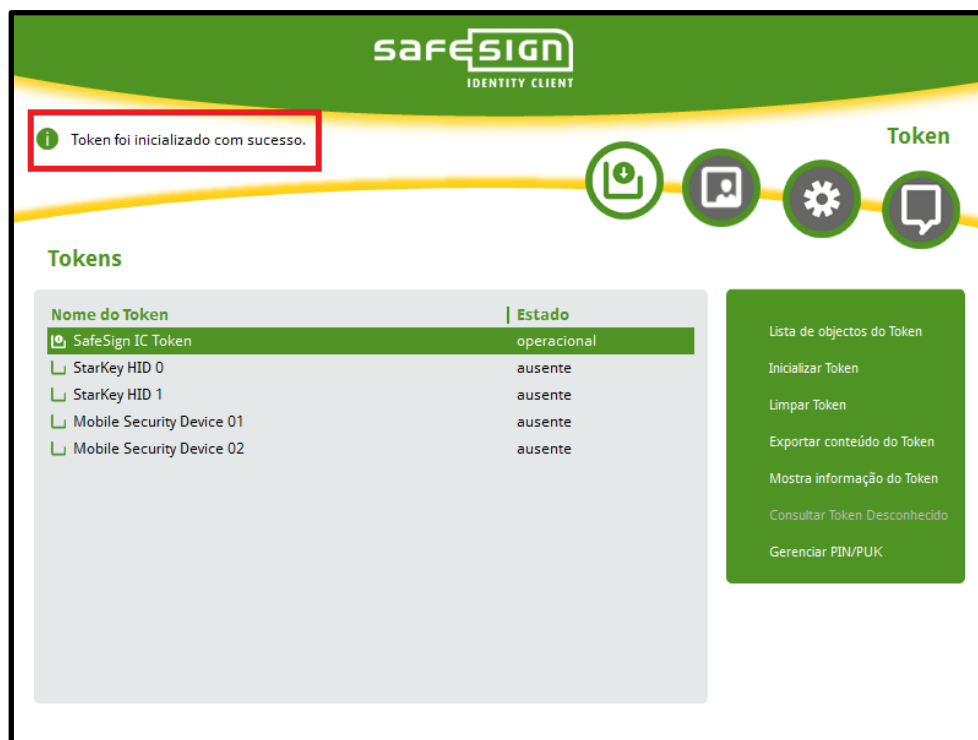 safesign
IDENTITY CLIENT
Token foi inicializado com sucesso.
Token
Tokens
Nome do Token Estado
SafeSign IC Token operacional
StarKey HID 0 ausente
StarKey HID 1 ausente
Mobile Security Device 01 ausente
Mobile Security Device 02 ausente
Lista de objectos do Token
Inicializar Token
Limpar Token
Exportar conteúdo do Token
Mostra informação do Token
Consultar Token Desconhecido
Gerenciar PIN/PUK